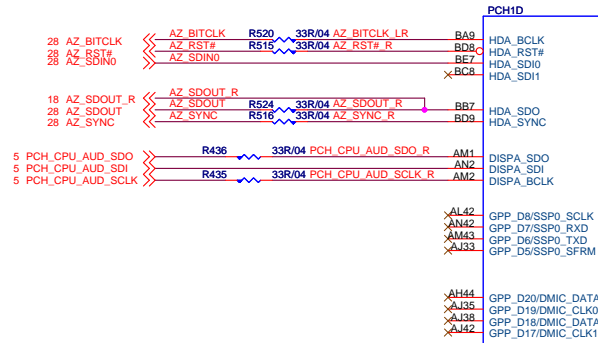 PCH1D
AZ_BITCLK R520 33R/04 AZ_BITCLK_LR BA9 HDA_BCLK
28 AZ_BITCLK
AZ_RST# R515 33R/04 AZ_RST#_R BD8 HDA_RST#
28 AZ_RST#
AZ_SDIN0 BE7 HDA_SDI0
28 AZ_SDIN0
BC8 HDA_SDI1
AZ_SDOUT_R
18 AZ_SDOUT_R
AZ_SDOUT R524 33R/04 AZ_SDOUT_R BB7 HDA_SDO
28 AZ_SDOUT
AZ_SYNC R516 33R/04 AZ_SYNC_R BD9 HDA_SYNC
28 AZ_SYNC
5 PCH_CPU_AUD_SDO R436 33R/04 PCH_CPU_AUD_SDO_R AM1 DISPA_SDO
5 PCH_CPU_AUD_SDI AN2 DISPA_SDI
5 PCH_CPU_AUD_SCLK R435 33R/04 PCH_CPU_AUD_SCLK_R AM2 DISPA_BCLK
AL42 GPP_D8/SSP0_SCLK
AN42 GPP_D7/SSP0_RXD
AM43 GPP_D6/SSP0_TXD
AJ33 GPP_D5/SSP0_SFRM
AH44 GPP_D20/DMIC_DATA
AJ35 GPP_D19/DMIC_CLK0
AJ38 GPP_D18/DMIC_DATA
AJ42 GPP_D17/DMIC_CLK1